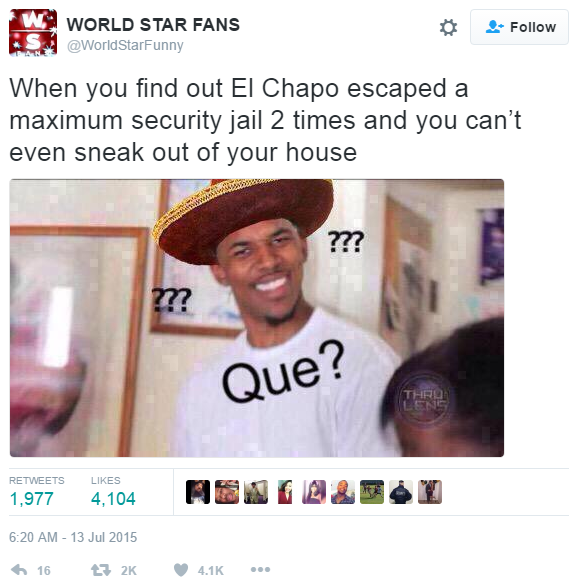 WORLD STAR FANS
@WorldStarFunny
Follow
When you find out El Chapo escaped a
maximum security jail 2 times and you can't
even sneak out of your house
???
???
Que?
THRU
LENS
RETWEETS LIKES
1,977 4,104
6:20 AM - 13 Jul 2015
16 2K 4.1K